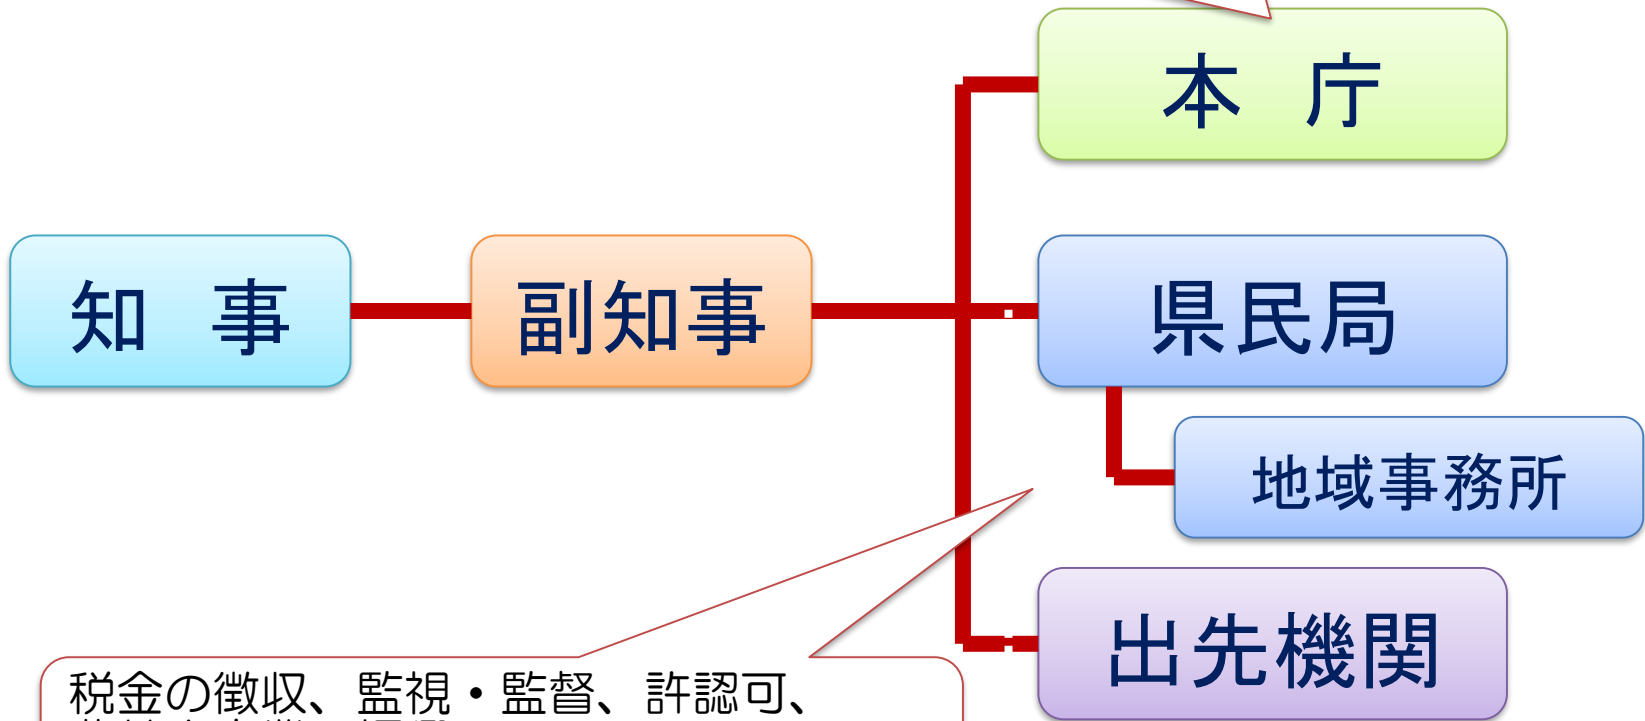 本　庁
知　事
副知事
県民局
地域事務所
出先機関
税金の徴収、監視・監督、許認可、